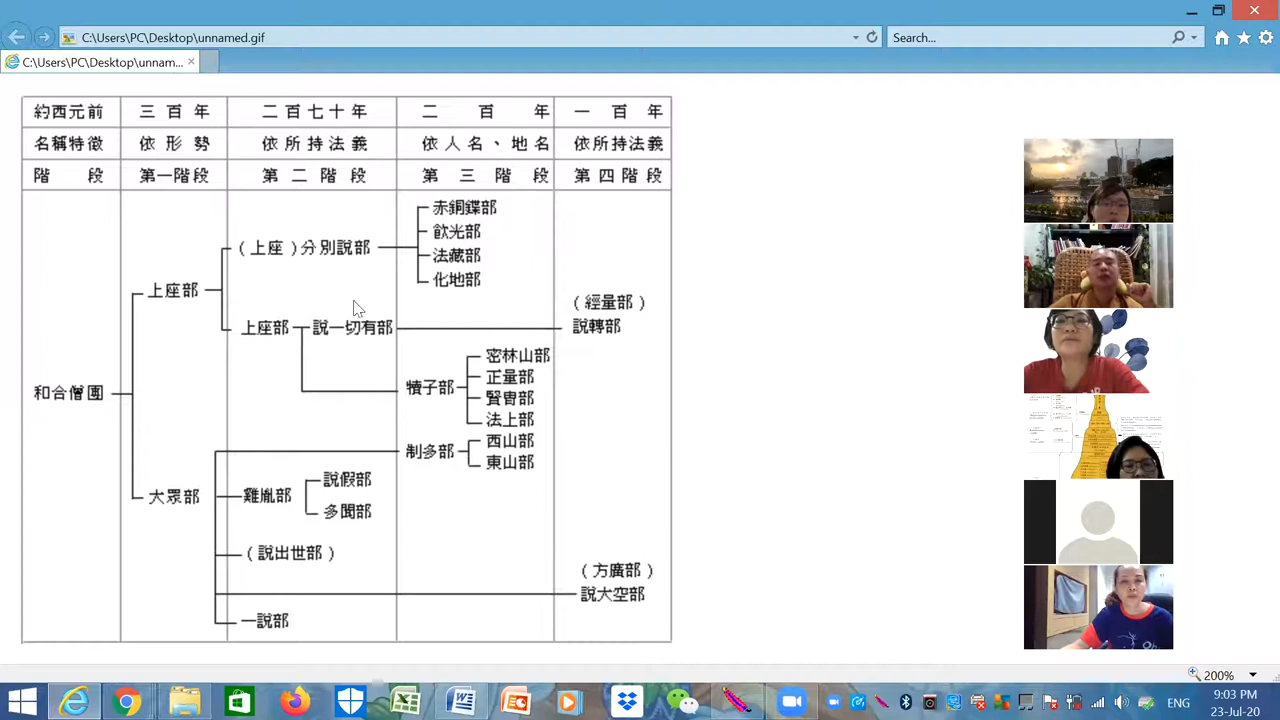 C:\Users\PC\Desktop\unnamed.gif
Search...
C:\Users\PC\Desktop\unnam...
約西元前 三百年 二百七十年 二百年 一百年
名稱特徵 依形勢 依所持法義 依人名、地名 依所持法義
階段 第一階段 第二階段 第三階段 第四階段
赤銅鍱部
飲光部
(上座)分別說部
法藏部
化地部
上座部
(經量部)
上座部 說一切有部 說轉部
密林山部
正量部
犢子部
和合僧團
賢冑部
法上部
西山部
制多部
東山部
說假部
大眾部 雞胤部
多聞部
(說出世部)
(方廣部)
說大空部
一說部
200%
ENG
9:03 PM
23-Jul-20